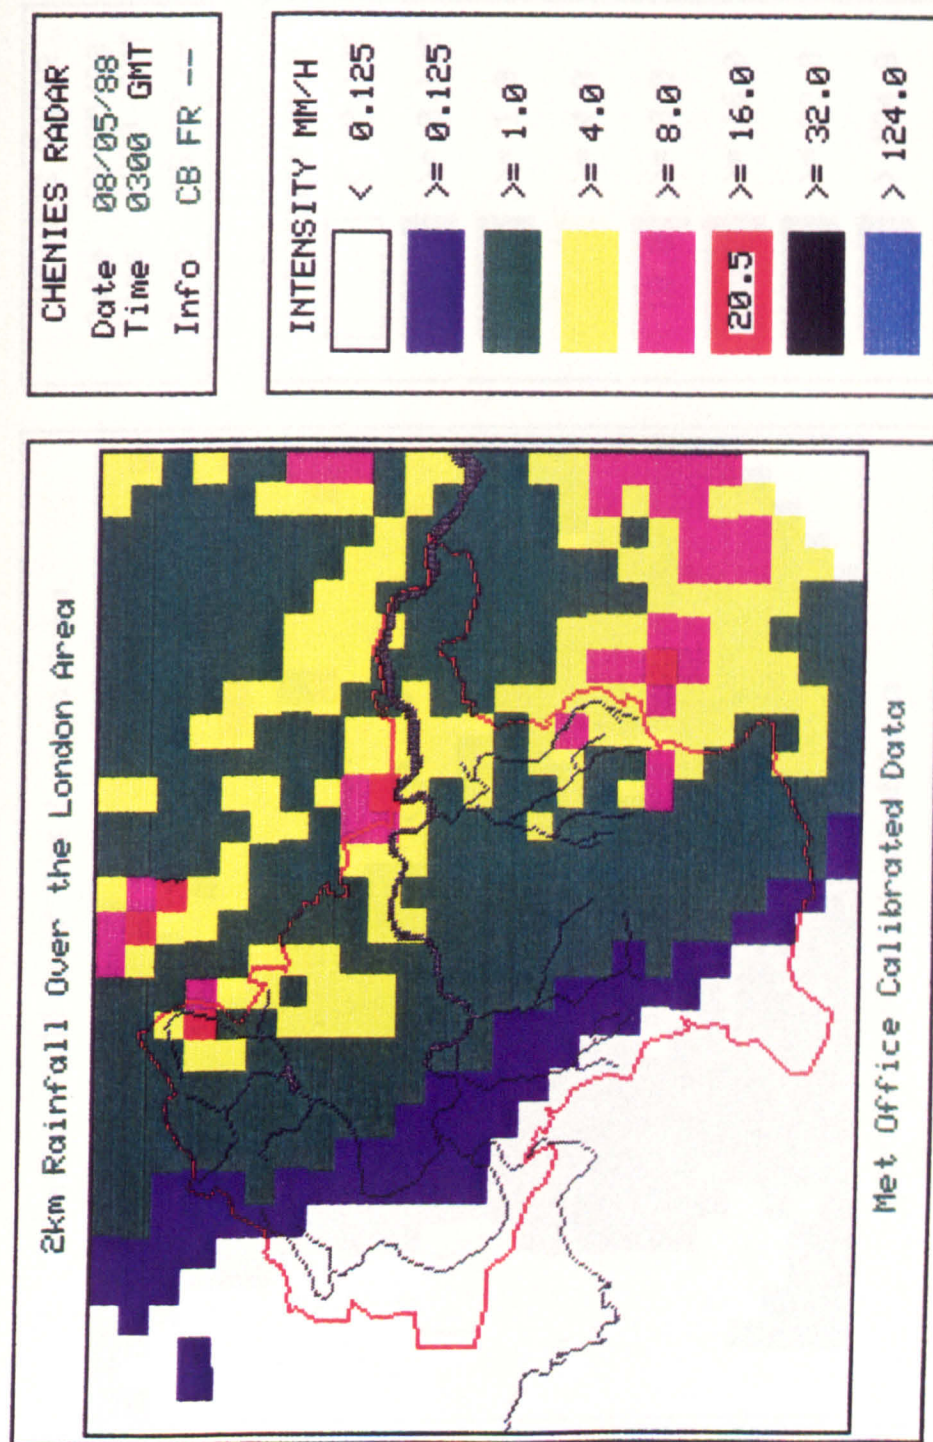 2km Rainfall Over the London Area
Met Office Calibrated Data
CHENIES RADAR
Date 08/05/88
Time 0300 GMT
Info CB FR --
INTENSITY MM/H
< 0.125
>= 0.125
>= 1.0
>= 4.0
>= 8.0
20.5 >= 16.0
>= 32.0
> 124.0